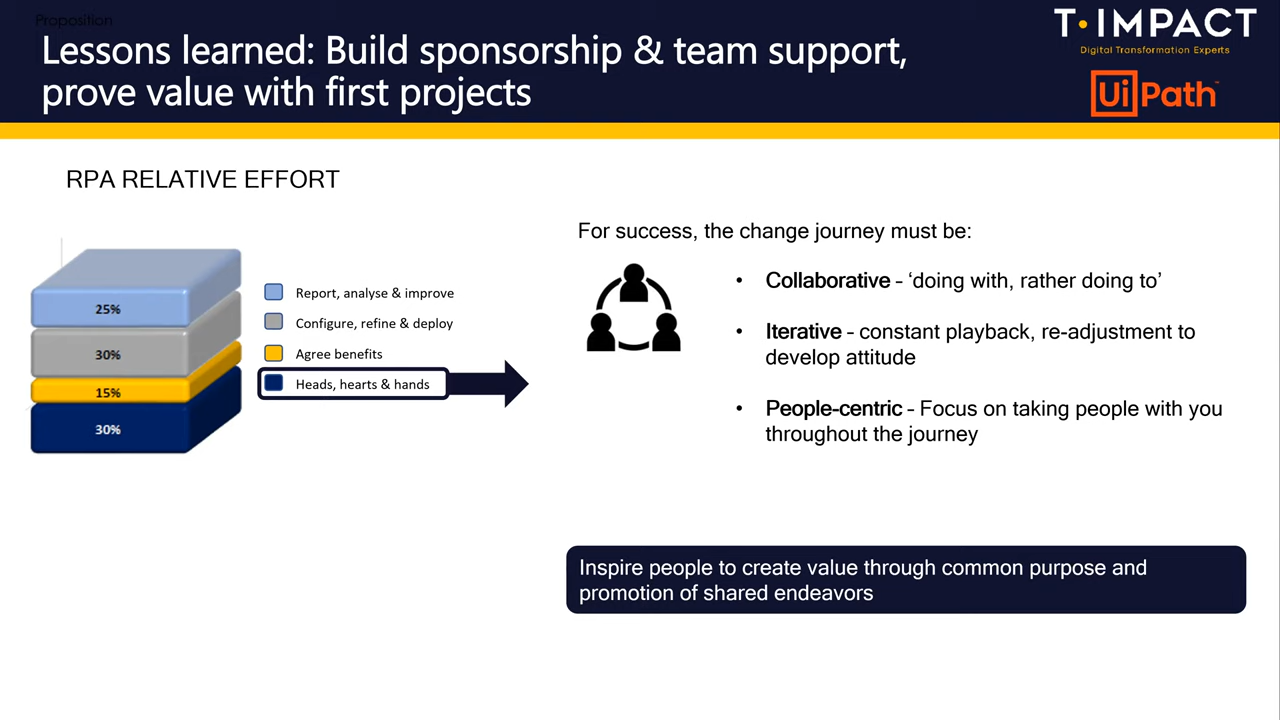 Proposition
Lessons learned: Build sponsorship & team support,
prove value with first projects
T·IMPACT
Digital Transformation Experts
UiPath™
RPA RELATIVE EFFORT
25%
30%
15%
30%
Report, analyse & improve
Configure, refine & deploy
Agree benefits
Heads, hearts & hands
For success, the change journey must be:
• Collaborative – ‘doing with, rather doing to’
• Iterative – constant playback, re-adjustment to
develop attitude
• People-centric – Focus on taking people with you
throughout the journey
Inspire people to create value through common purpose and
promotion of shared endeavors